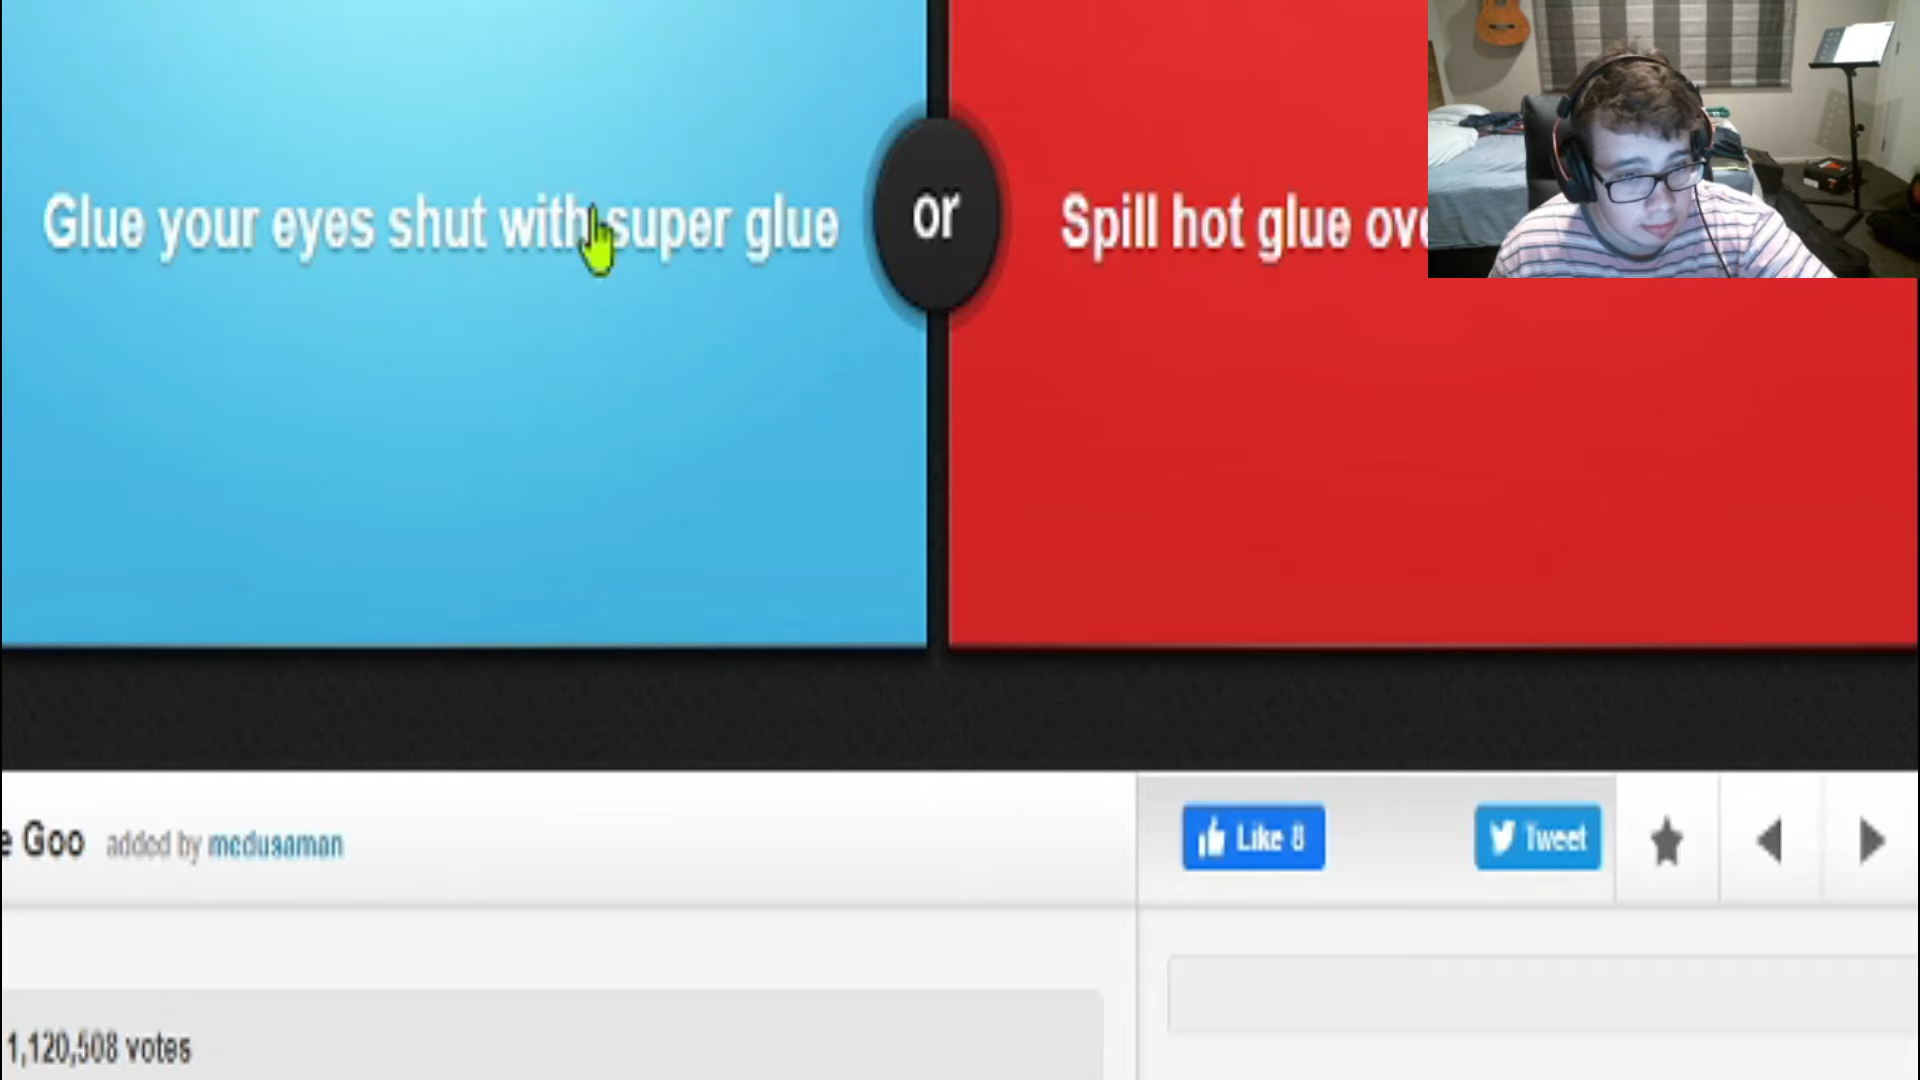 Glue your eyes shut with super glue
or
Spill hot glue
Goo added by medusaman
Like 8
Tweet
1,120,508 votes